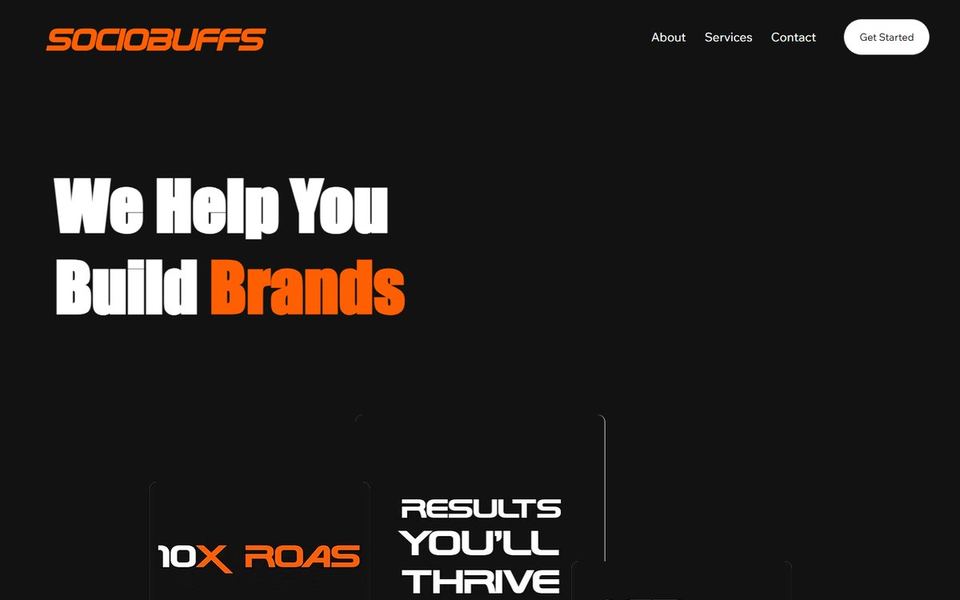 SOCIOBUFFS
About Services Contact Get Started
We Help You
Build Brands
RESULTS
YOU'LL
THRIVE
10X ROAS